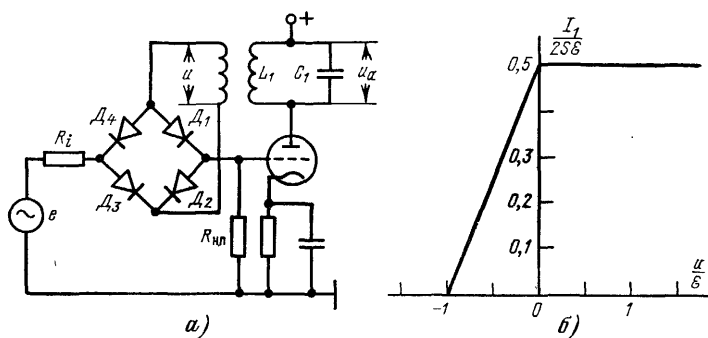 +
u
L₁
C₁
uₐ
Д₄
Д₁
Rᵢ
Д₃
Д₂
Rнл
e
а)
I₁
2Sε
0,5
0,3
0,2
0,1
-1
0
1
u
ε
б)